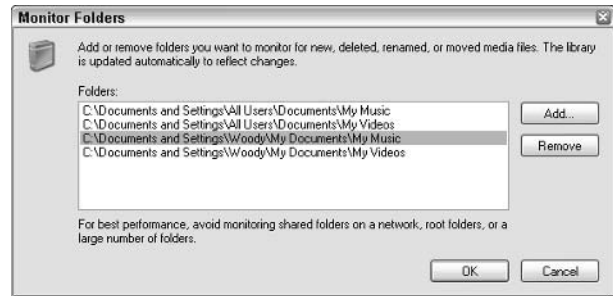 Monitor Folders
Add or remove folders you want to monitor for new, deleted, renamed, or moved media files. The library
is updated automatically to reflect changes.
Folders:
C:\Documents and Settings\All Users\Documents\My Music
C:\Documents and Settings\All Users\Documents\My Videos
C:\Documents and Settings\Woody\My Documents\My Music
C:\Documents and Settings\Woody\My Documents\My Videos
Add...
Remove
For best performance, avoid monitoring shared folders on a network, root folders, or a
large number of folders.
OK
Cancel